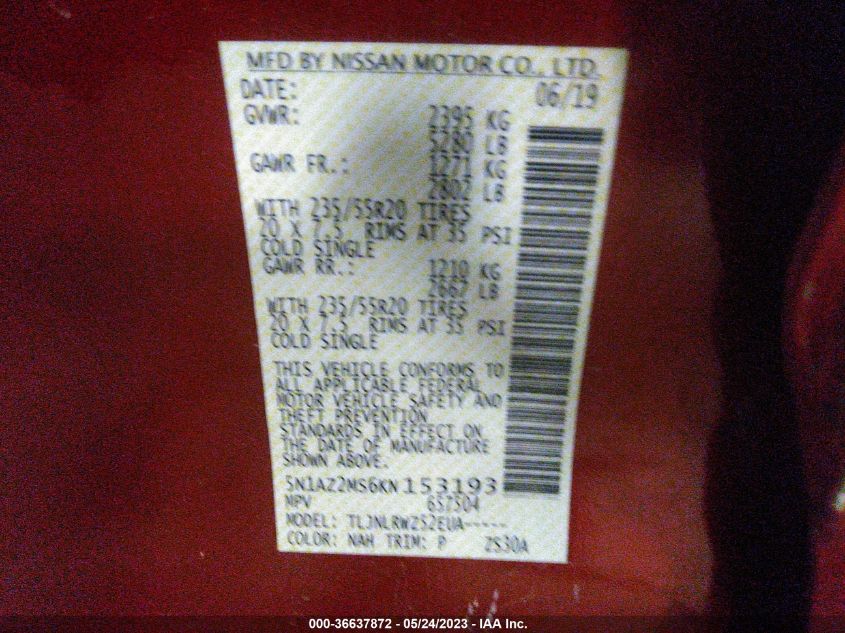 MFD BY NISSAN MOTOR CO., LTD.
DATE: 06/19
GVWR: 2395 KG
5280 LB
GAWR FR.: 1271 KG
2802 LB
WITH 235/55R20 TIRES
20 X 7.5 RIMS AT 35 PSI
COLD SINGLE
GAWR RR.: 1210 KG
2667 LB
WITH 235/55R20 TIRES
20 X 7.5 RIMS AT 35 PSI
COLD SINGLE
THIS VEHICLE CONFORMS TO
ALL APPLICABLE FEDERAL
MOTOR VEHICLE SAFETY AND
THEFT PREVENTION
STANDARDS IN EFFECT ON
THE DATE OF MANUFACTURE
SHOWN ABOVE.
5N1AZ2MS6KN153193
MPV 657504
MODEL: TLJNLRWZ52EUA-----
COLOR: NAH TRIM: P ZS30A
000-36637872 / 05/24/2023 - IAA Inc.